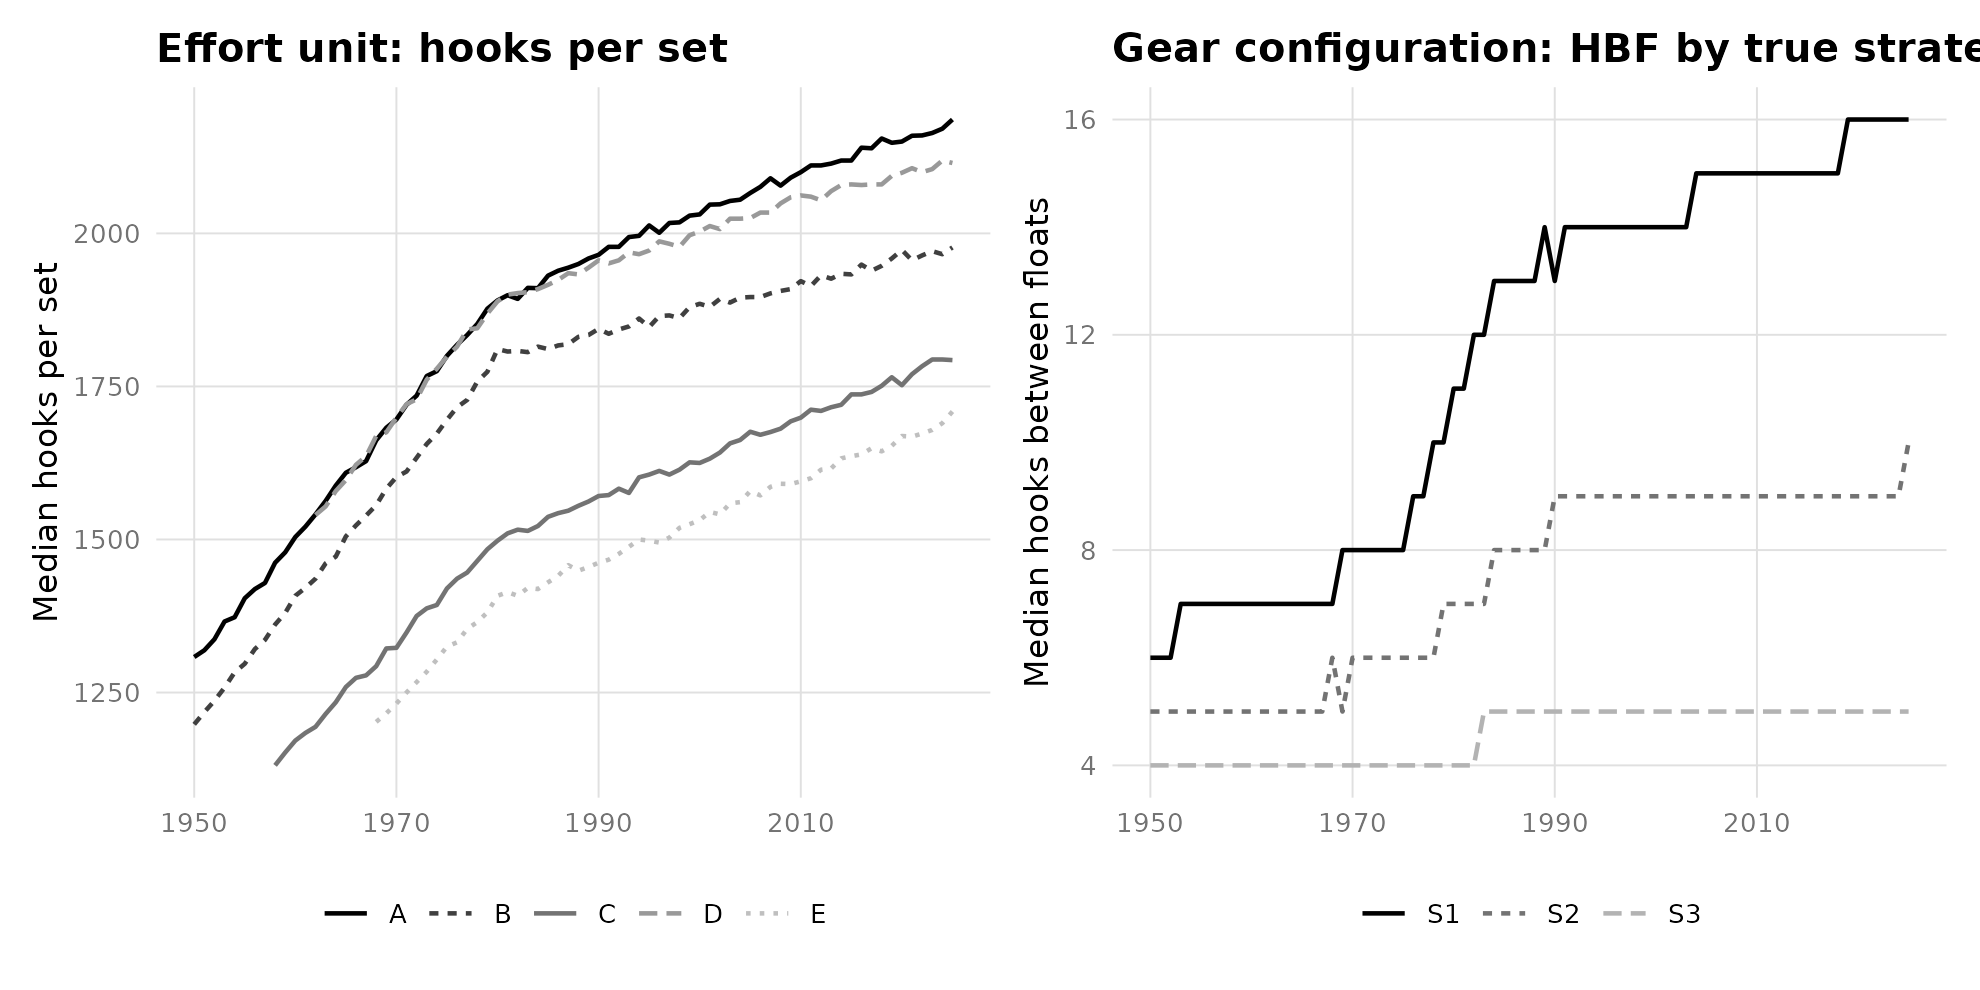 Effort unit: hooks per set
Median hooks per set
2000
1750
1500
1250
1950 1970 1990 2010
A B C D E
Gear configuration: HBF by true strate
Median hooks between floats
16
12
8
4
1950 1970 1990 2010
S1 S2 S3